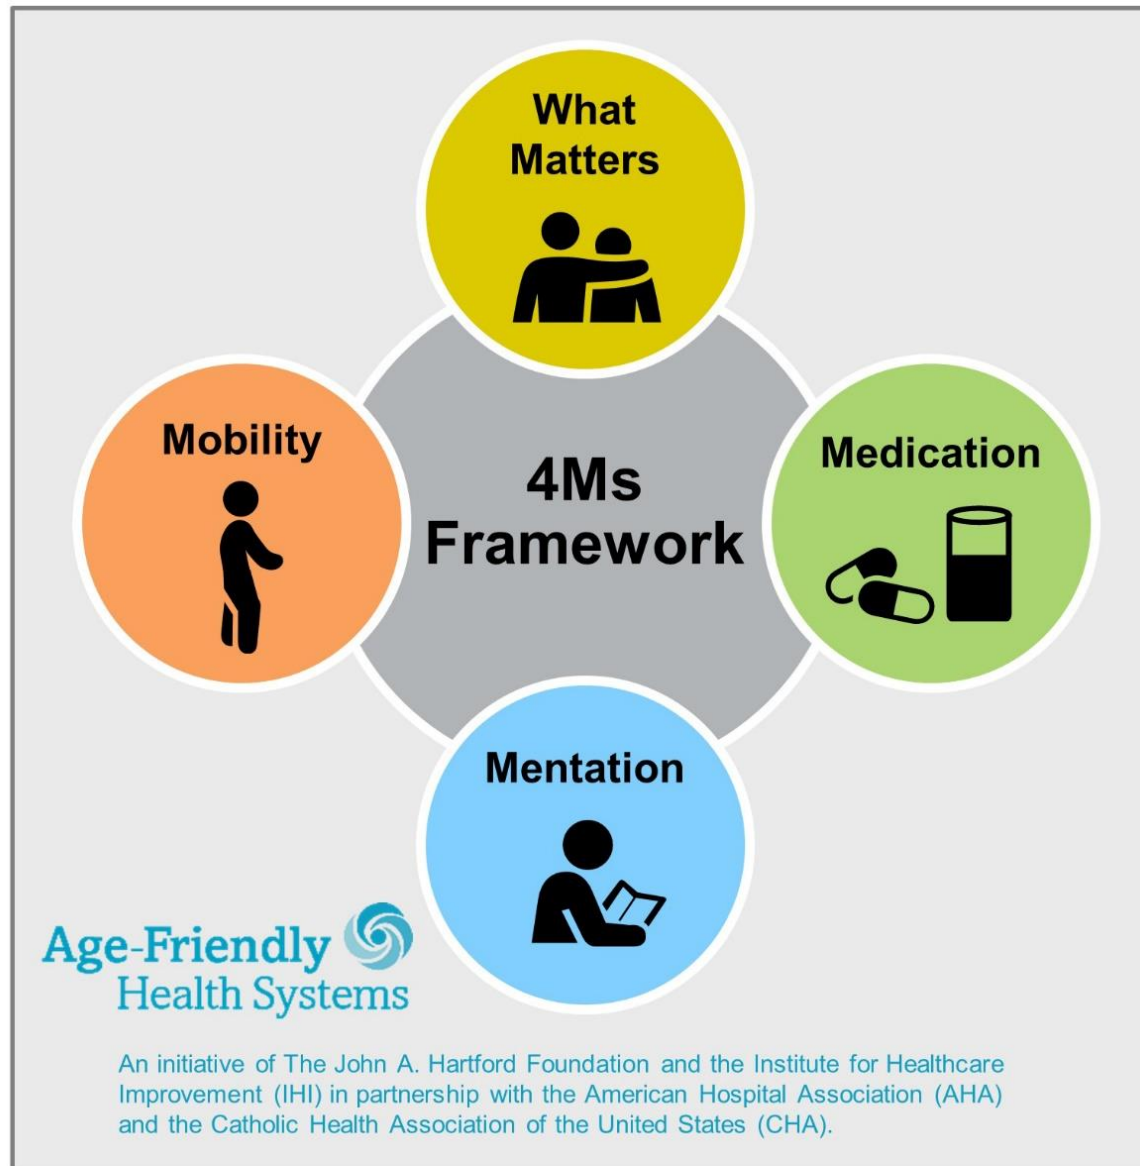 What
Matters
Mobility
4Ms
Framework
Medication
Mentation
Age-Friendly
Health Systems
An initiative of The John A. Hartford Foundation and the Institute for Healthcare
Improvement (IHI) in partnership with the American Hospital Association (AHA)
and the Catholic Health Association of the United States (CHA).